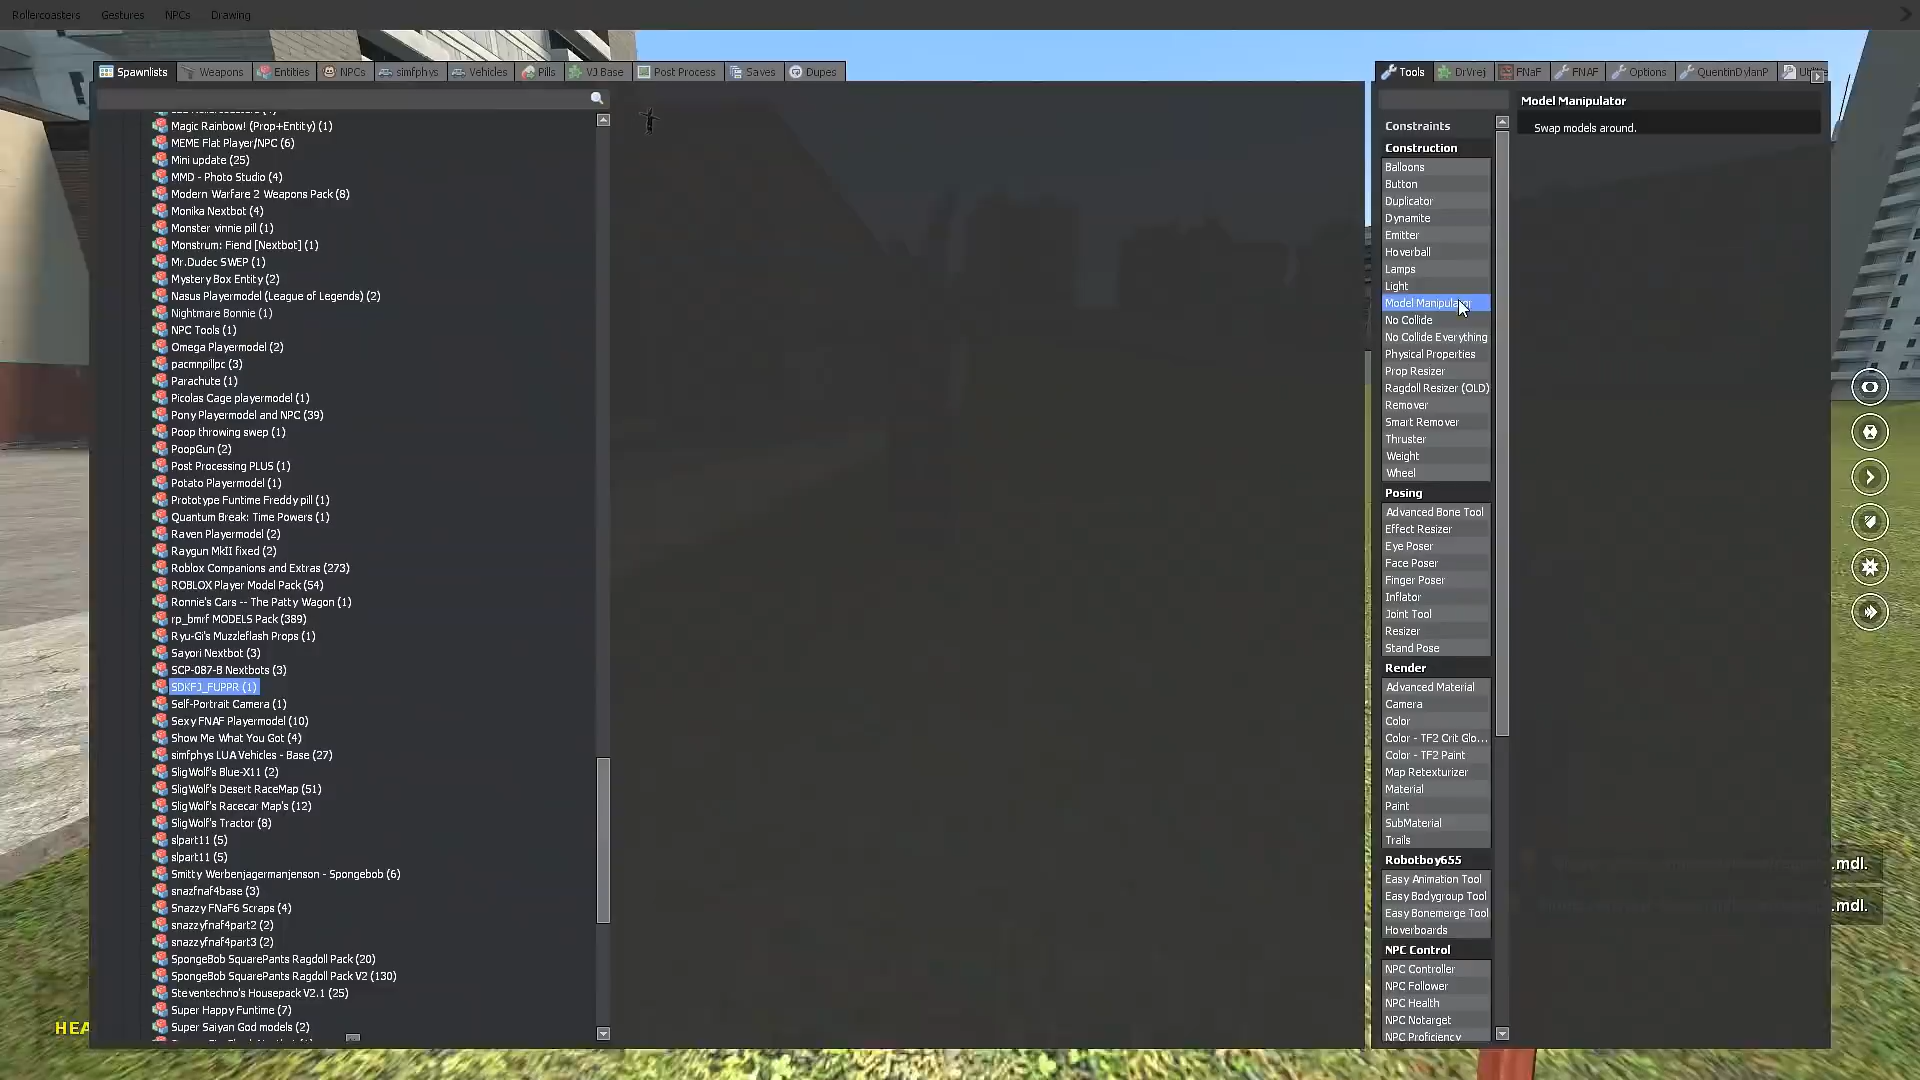 Rollercoasters Gestures NPCs Drawing
Spawnlists Weapons Entities NPCs simfphys Vehicles Pills VJ Base Post Process Saves Dupes
Magic Rainbow! (Prop+Entity) (1)
MEME Flat Player/NPC (6)
Mini update (25)
MMD - Photo Studio (4)
Modern Warfare 2 Weapons Pack (8)
Monika Nextbot (4)
Monster vinnie pill (1)
Monstrum: Fiend [Nextbot] (1)
Mr.Dudec SWEP (1)
Mystery Box Entity (2)
Nasus Playermodel (League of Legends) (2)
Nightmare Bonnie (1)
NPC Tools (1)
Omega Playermodel (2)
pacmnpillpc (3)
Parachute (1)
Picolas Cage playermodel (1)
Pony Playermodel and NPC (39)
Poop throwing swep (1)
PoopGun (2)
Post Processing PLUS (1)
Potato Playermodel (1)
Prototype Funtime Freddy pill (1)
Quantum Break: Time Powers (1)
Raven Playermodel (2)
Raygun MkII fixed (2)
Roblox Companions and Extras (273)
ROBLOX Player Model Pack (54)
Ronnie's Cars -- The Patty Wagon (1)
rp_bmrf MODELS Pack (389)
Ryu-Gi's Muzzleflash Props (1)
Sayori Nextbot (3)
SCP-087-B Nextbots (3)
SDKFJ_FUPPR (1)
Self-Portrait Camera (1)
Sexy FNAF Playermodel (10)
Show Me What You Got (4)
simfphys LUA Vehicles - Base (27)
SligWolf's Blue-X11 (2)
SligWolf's Desert RaceMap (51)
SligWolf's Racecar Map's (12)
SligWolf's Tractor (8)
slpart11 (5)
slpart11 (5)
Smitty Werbenjagermanjenson - Spongebob (6)
snazfnaf4base (3)
Snazzy FNaF6 Scraps (4)
snazzyfnaf4part2 (2)
snazzyfnaf4part3 (2)
SpongeBob SquarePants Ragdoll Pack (20)
SpongeBob SquarePants Ragdoll Pack V2 (130)
Steventechno's Housepack V2.1 (25)
Super Happy Funtime (7)
Super Saiyan God models (2)
HEA
Tools DrVrej FNaF FNAF Options QuentinDylanP
Constraints
Construction
Balloons
Button
Duplicator
Dynamite
Emitter
Hoverball
Lamps
Light
Model Manipulator
No Collide
No Collide Everything
Physical Properties
Prop Resizer
Ragdoll Resizer (OLD)
Remover
Smart Remover
Thruster
Weight
Wheel
Posing
Advanced Bone Tool
Effect Resizer
Eye Poser
Face Poser
Finger Poser
Inflator
Joint Tool
Resizer
Stand Pose
Render
Advanced Material
Camera
Color
Color - TF2 Crit Glo...
Color - TF2 Paint
Map Retexturizer
Material
Paint
SubMaterial
Trails
Robotboy655
Easy Animation Tool
Easy Bodygroup Tool
Easy Bonemerge Tool
Hoverboards
NPC Control
NPC Controller
NPC Follower
NPC Health
NPC Notarget
NPC Proficiency
Model Manipulator
Swap models around.
.mdl.
.mdl.